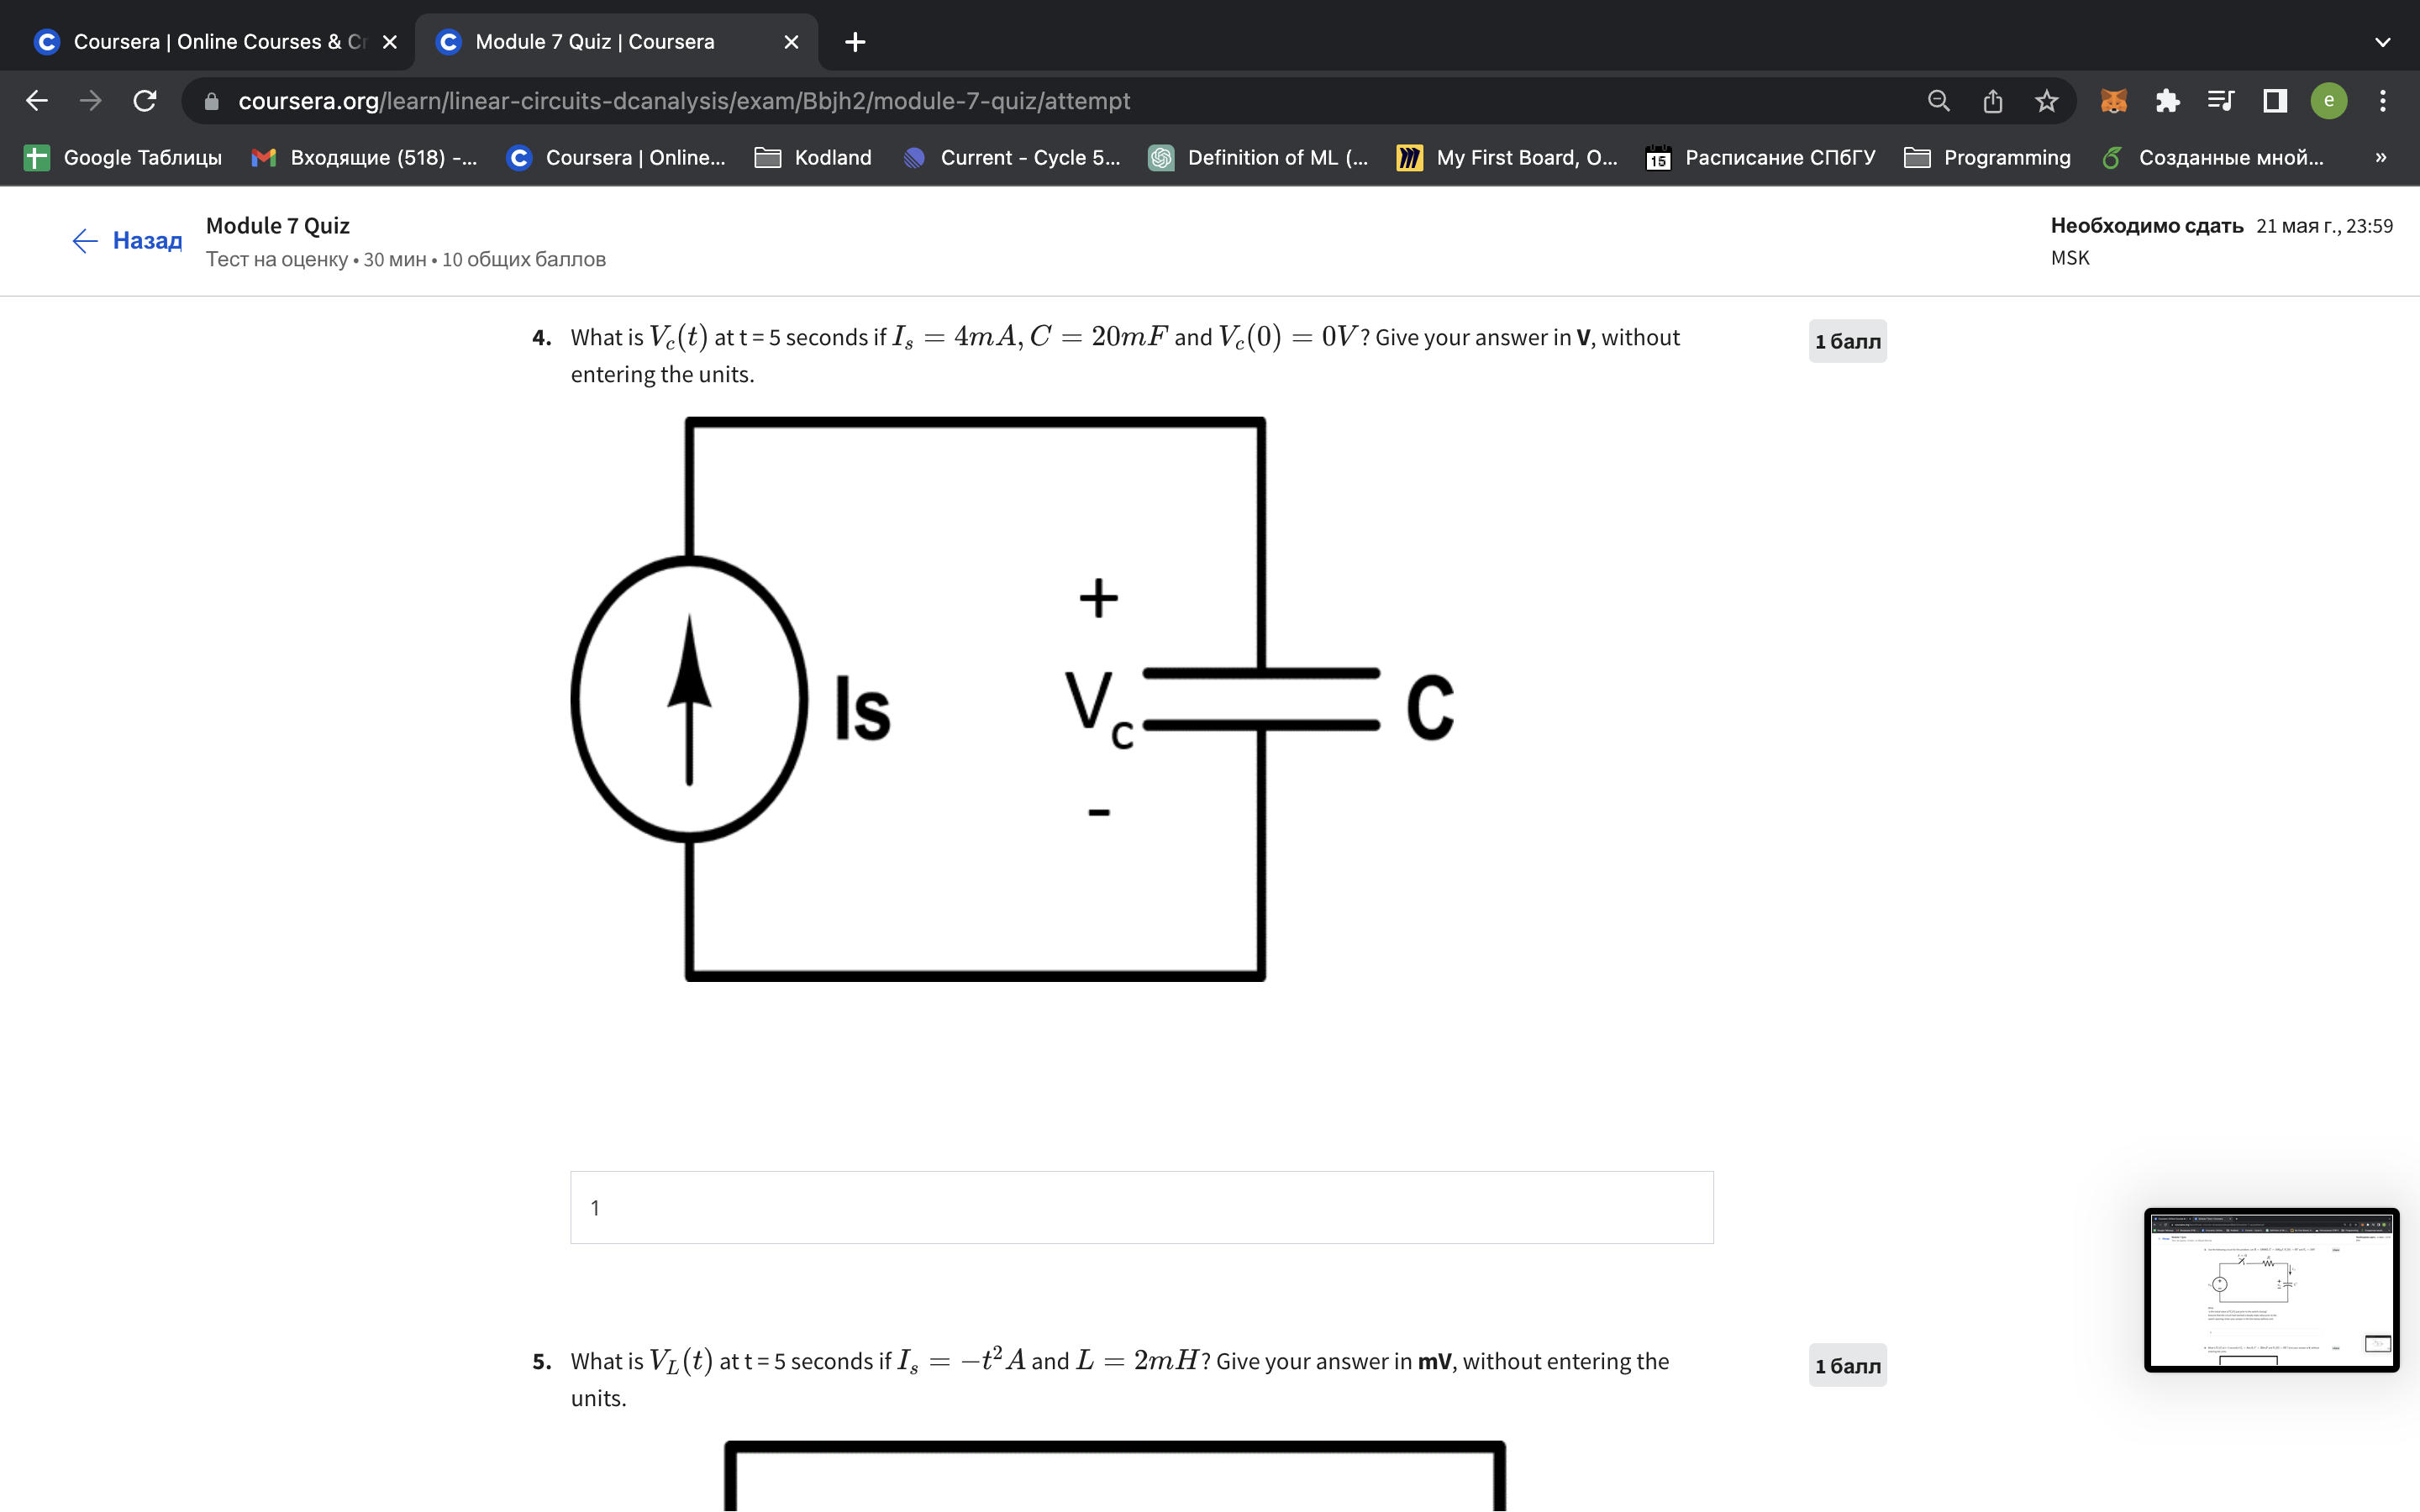 Coursera | Online Courses & Cr
Module 7 Quiz | Coursera
coursera.org/learn/linear-circuits-dcanalysis/exam/Bbjh2/module-7-quiz/attempt
e
Google Таблицы
Входящие (518) -...
Coursera | Online...
Kodland
Current - Cycle 5...
Definition of ML (...
My First Board, O...
15
Расписание СПбГУ
Programming
Созданные мной...
»
Назад
Module 7 Quiz
Тест на оценку • 30 мин • 10 общих баллов
Необходимо сдать 21 мая г., 23:59
MSK
4. What is V_c(t) at t = 5 seconds if I_s = 4mA, C = 20mF and V_c(0) = 0V? Give your answer in V, without
entering the units.
1 балл
+
Is
V_c
C
-
1
5. What is V_L(t) at t = 5 seconds if I_s = −t² A and L = 2mH? Give your answer in mV, without entering the
units.
1 балл